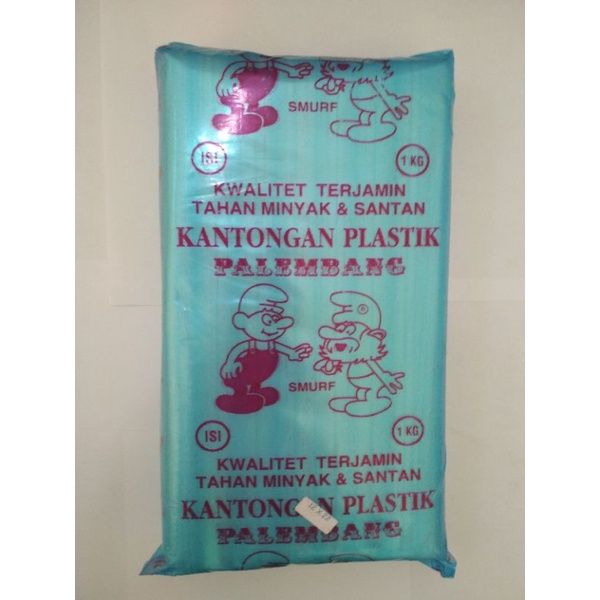 SMURF
ISI 1 KG
KWALITET TERJAMIN
TAHAN MINYAK & SANTAN
KANTONGAN PLASTIK
PALEMBANG
®
SMURF
ISI 1 KG
KWALITET TERJAMIN
TAHAN MINYAK & SANTAN
KANTONGAN PLASTIK
PALEMBANG